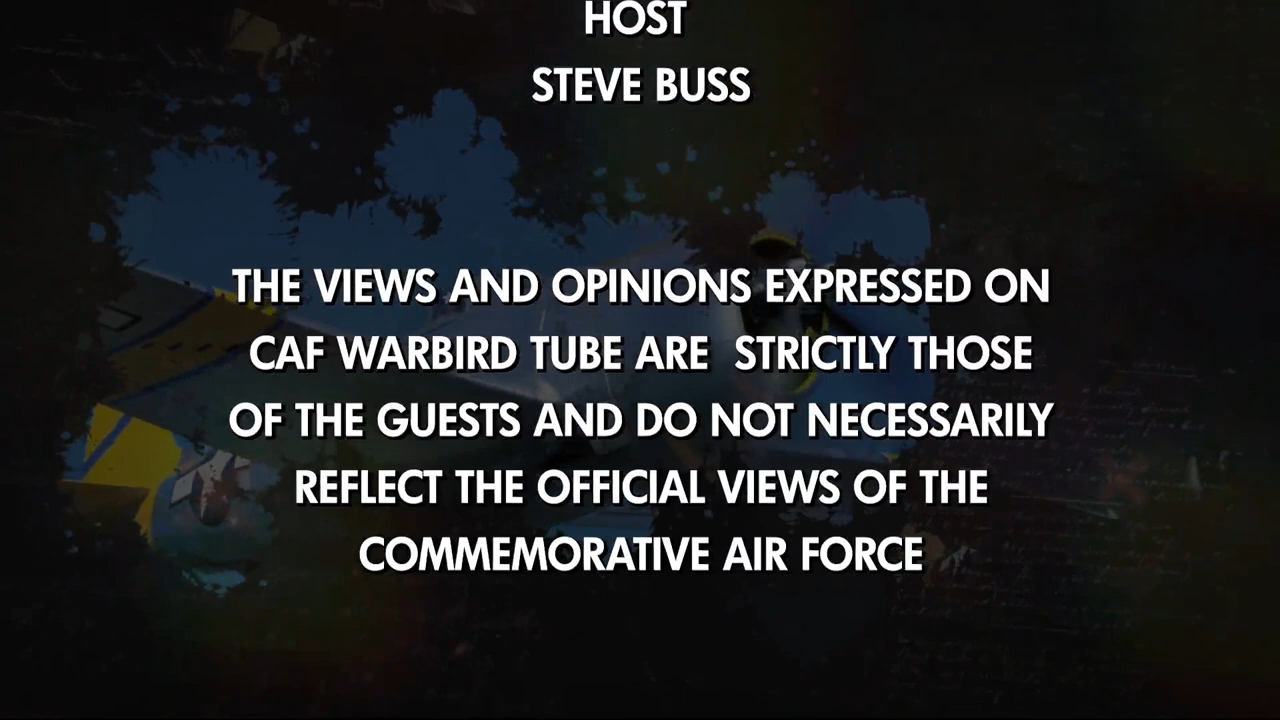 HOST
STEVE BUSS
THE VIEWS AND OPINIONS EXPRESSED ON
CAF WARBIRD TUBE ARE  STRICTLY THOSE
OF THE GUESTS AND DO NOT NECESSARILY
REFLECT THE OFFICIAL VIEWS OF THE
COMMEMORATIVE AIR FORCE